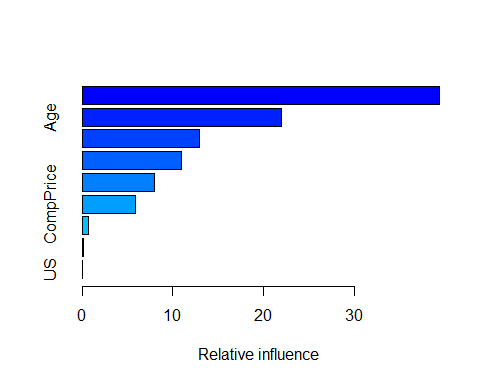 Age
CompPrice
US
0 10 20 30
Relative influence